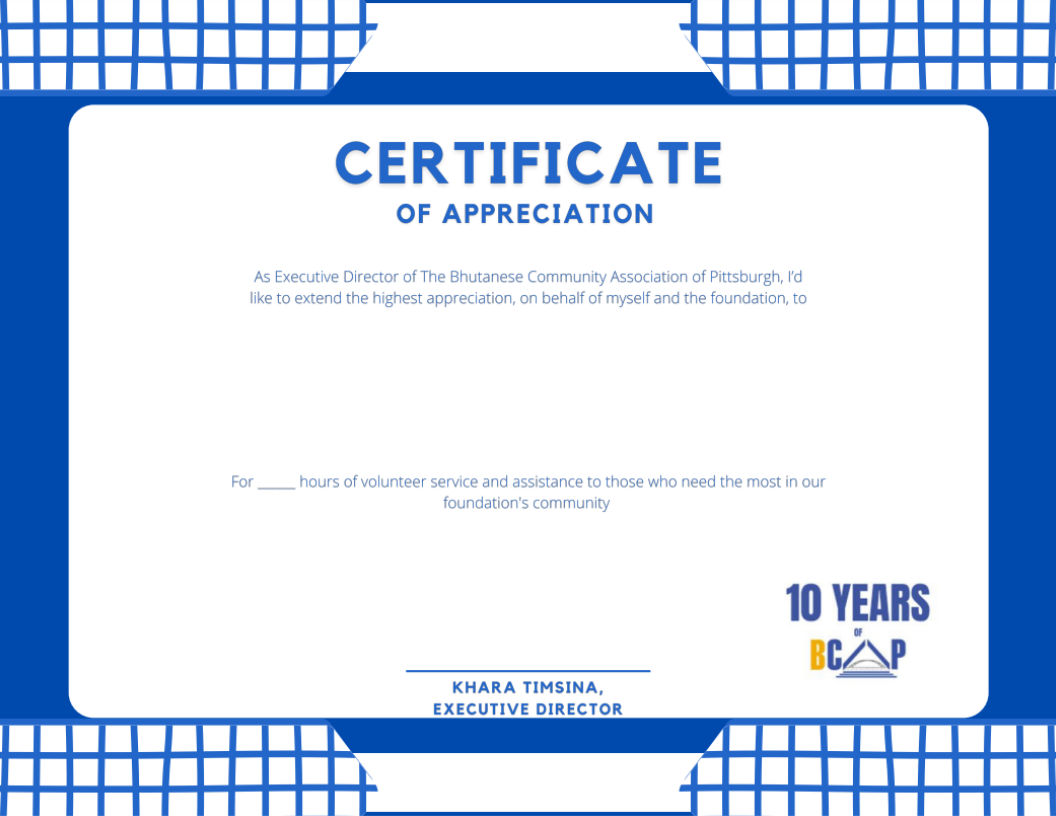 CERTIFICATE
OF APPRECIATION
As Executive Director of The Bhutanese Community Association of Pittsburgh, I'd
like to extend the highest appreciation, on behalf of myself and the foundation, to
For _____ hours of volunteer service and assistance to those who need the most in our
foundation's community
10 YEARS
OF
BCAP
KHARA TIMSINA,
EXECUTIVE DIRECTOR